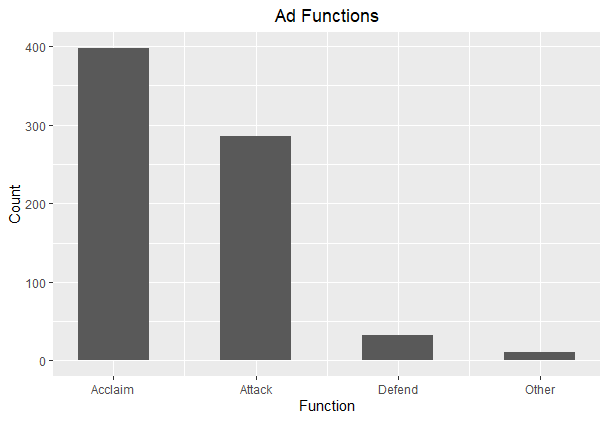 Ad Functions
400
300
200
100
0
Count
Acclaim Attack Defend Other
Function